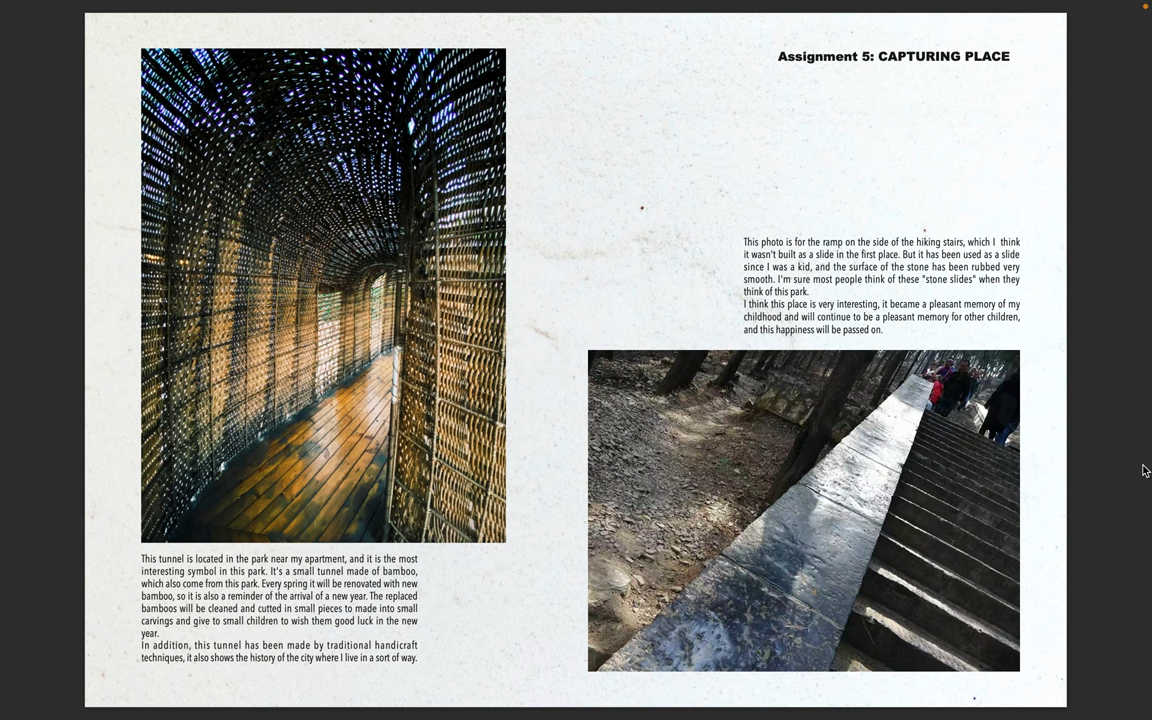 Assignment 5: CAPTURING PLACE
This photo is for the ramp on the side of the hiking stairs, which I think
it wasn't built as a slide in the first place. But it has been used as a slide
since I was a kid, and the surface of the stone has been rubbed very
smooth. I'm sure most people think of these "stone slides" when they
think of this park.
I think this place is very interesting, it became a pleasant memory of my
childhood and will continue to be a pleasant memory for other children,
and this happiness will be passed on.
This tunnel is located in the park near my apartment, and it is the most
interesting symbol in this park. It's a small tunnel made of bamboo,
which also come from this park. Every spring it will be renovated with new
bamboo, so it is also a reminder of the arrival of a new year. The replaced
bamboos will be cleaned and cutted in small pieces to made into small
carvings and give to small children to wish them good luck in the new
year.
In addition, this tunnel has been made by traditional handicraft
techniques, it also shows the history of the city where I live in a sort of way.